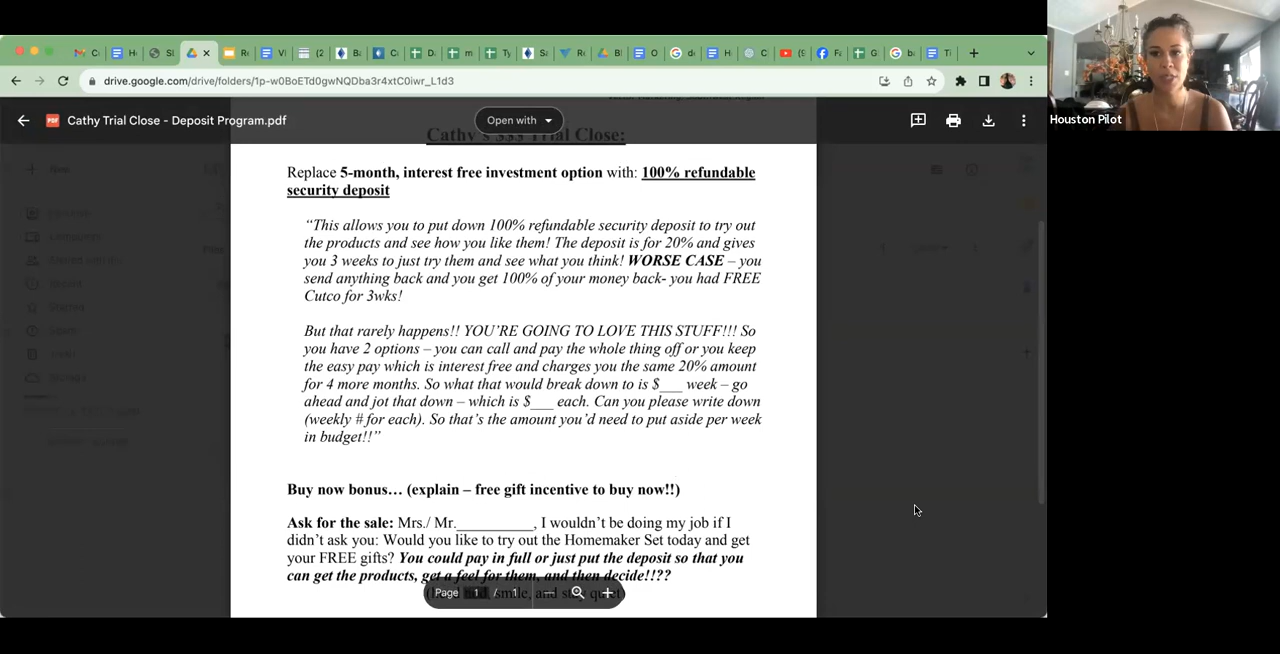 drive.google.com/drive/folders/1p-w0BoETd0gwNQDba3r4xtC0iwr_L1d3
Cathy Trial Close - Deposit Program.pdf
Open with
Houston Pilot
Cathy's $$$ Trial Close:
Replace 5-month, interest free investment option with: 100% refundable
security deposit
“This allows you to put down 100% refundable security deposit to try out
the products and see how you like them! The deposit is for 20% and gives
you 3 weeks to just try them and see what you think! WORSE CASE – you
send anything back and you get 100% of your money back- you had FREE
Cutco for 3wks!
But that rarely happens!! YOU’RE GOING TO LOVE THIS STUFF!!! So
you have 2 options – you can call and pay the whole thing off or you keep
the easy pay which is interest free and charges you the same 20% amount
for 4 more months. So what that would break down to is $___ week – go
ahead and jot that down – which is $___ each. Can you please write down
(weekly # for each). So that’s the amount you’d need to put aside per week
in budget!!”
Buy now bonus… (explain – free gift incentive to buy now!!)
Ask for the sale: Mrs./ Mr.__________, I wouldn’t be doing my job if I
didn’t ask you: Would you like to try out the Homemaker Set today and get
your FREE gifts? You could pay in full or just put the deposit so that you
can get the products, get a feel for them, and then decide!!??
smile, and stay quiet)
Page 1 / 1